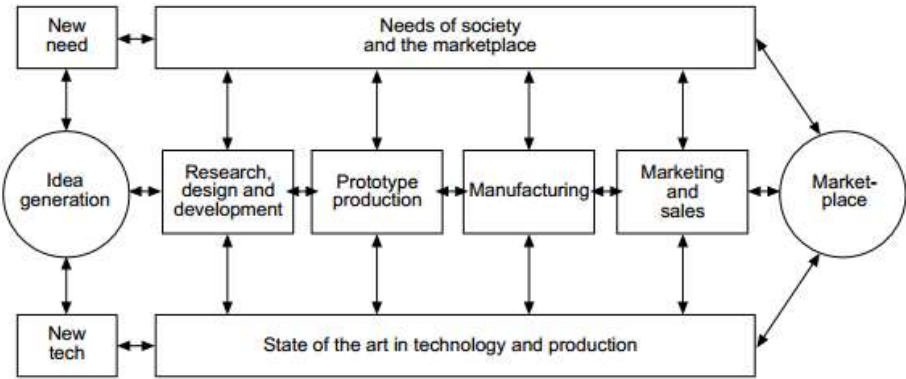 New
need
Needs of society
and the marketplace
Idea
generation
Research,
design and
development
Prototype
production
Manufacturing
Marketing
and
sales
Market-
place
New
tech
State of the art in technology and production